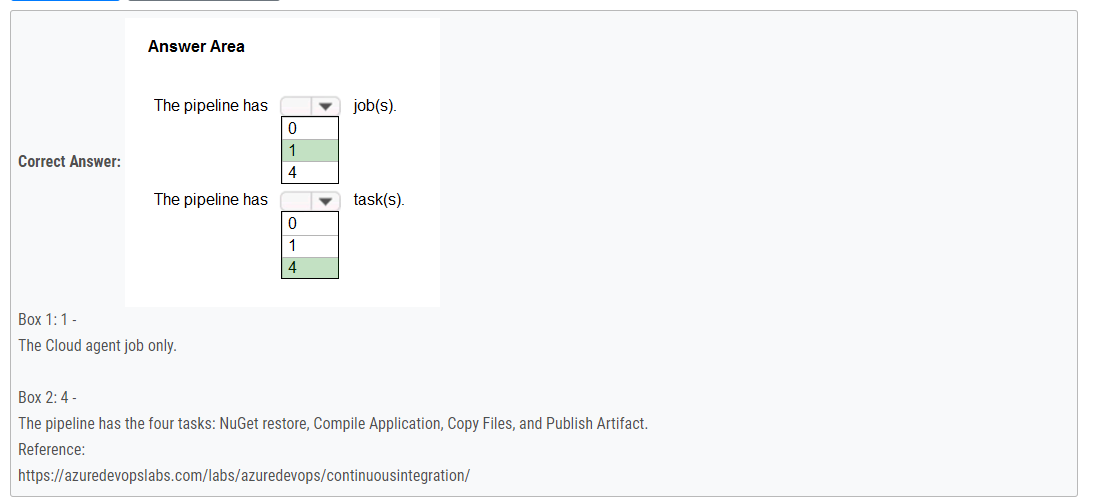 Answer Area
The pipeline has job(s).
0
1
4
Correct Answer:
The pipeline has task(s).
0
1
4
Box 1: 1 -
The Cloud agent job only.
Box 2: 4 -
The pipeline has the four tasks: NuGet restore, Compile Application, Copy Files, and Publish Artifact.
Reference:
https://azuredevopslabs.com/labs/azuredevops/continuousintegration/